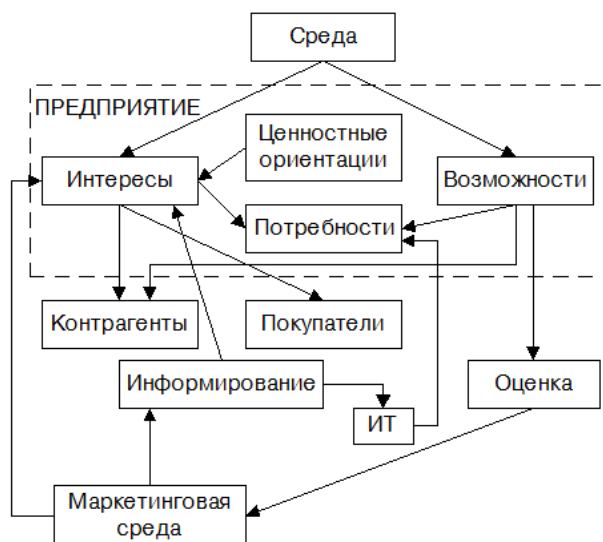 Среда
ПРЕДПРИЯТИЕ
Ценностные
ориентации
Интересы
Возможности
Потребности
Контрагенты
Покупатели
Информирование
Оценка
ИТ
Маркетинговая
среда